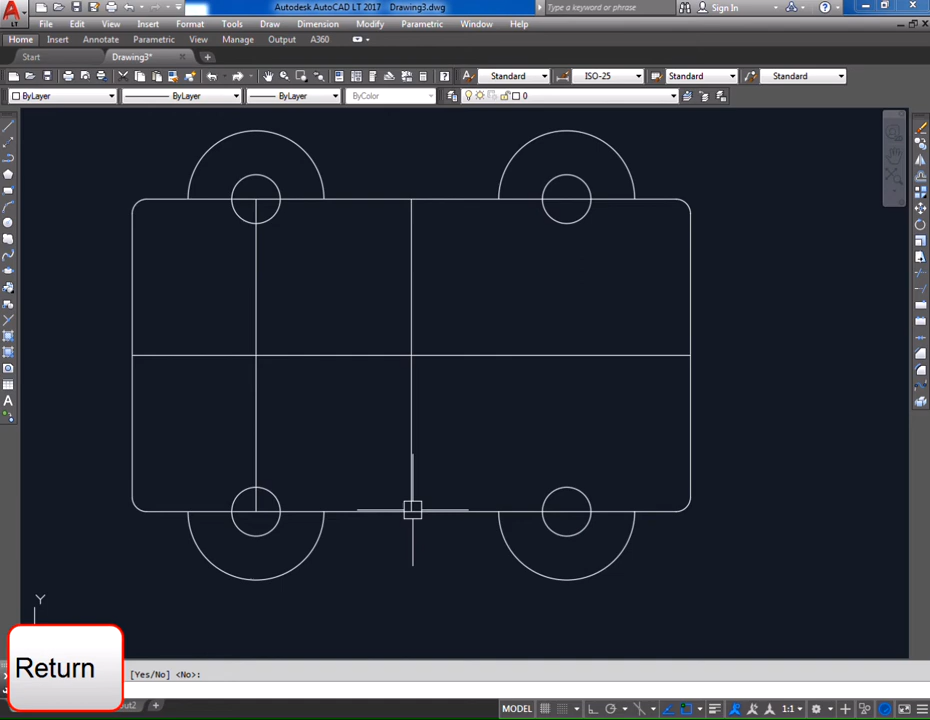 Autodesk AutoCAD LT 2017 Drawing3.dwg
Type a keyword or phrase
Sign In
LT
File Edit View Insert Format Tools Draw Dimension Modify Parametric Window Help
Home Insert Annotate Parametric View Manage Output A360
Start Drawing3*
Standard ISO-25 Standard Standard
ByLayer ByLayer ByLayer ByColor 0
Y
Return
[Yes/No] <No>:
MODEL 1:1